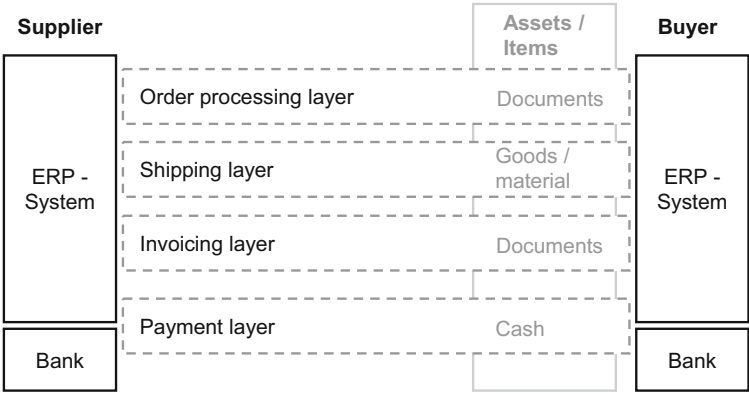 Supplier
Assets /
Items
Buyer
Order processing layer
Documents
Shipping layer
Goods /
material
ERP -
System
ERP -
System
Invoicing layer
Documents
Payment layer
Cash
Bank
Bank